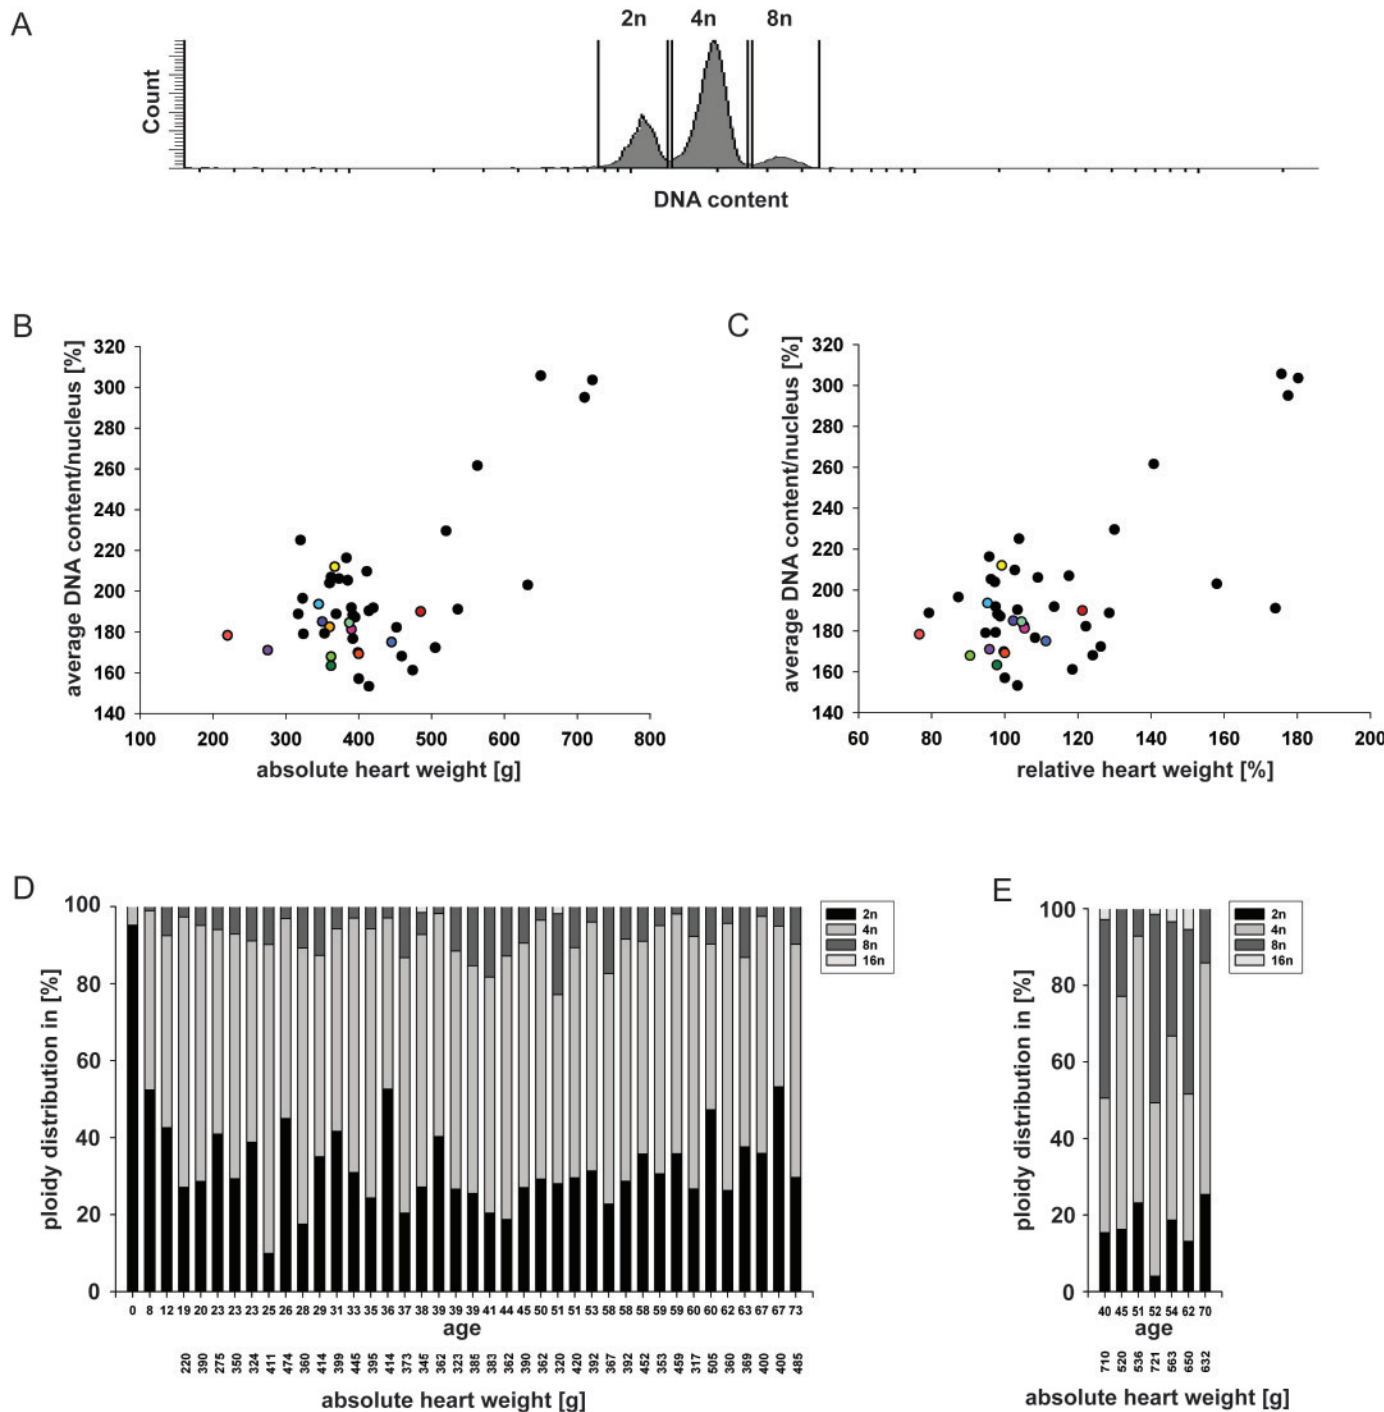 A
2n 4n 8n
Count
DNA content
B
average DNA content/nucleus [%]
320
300
280
260
240
220
200
180
160
140
100 200 300 400 500 600 700 800
absolute heart weight [g]
C
average DNA content/nucleus [%]
320
300
280
260
240
220
200
180
160
140
60 80 100 120 140 160 180 200
relative heart weight [%]
D
ploidy distribution in [%]
100
80
60
40
20
0
2n
4n
8n
16n
0 8 12 19 20 23 23 23 25 26 28 29 31 33 35 36 37 38 39 39 39 41 44 45 50 51 51 53 58 58 58 59 59 60 60 62 63 67 67 73
age
220 390 275 350 324 411 474 360 414 399 445 395 414 373 345 362 323 385 383 362 390 362 320 420 392 367 392 452 353 459 317 505 360 369 400 400 485
absolute heart weight [g]
E
ploidy distribution in [%]
100
80
60
40
20
0
2n
4n
8n
16n
40 45 51 52 54 62 70
age
710 520 536 721 563 650 632
absolute heart weight [g]